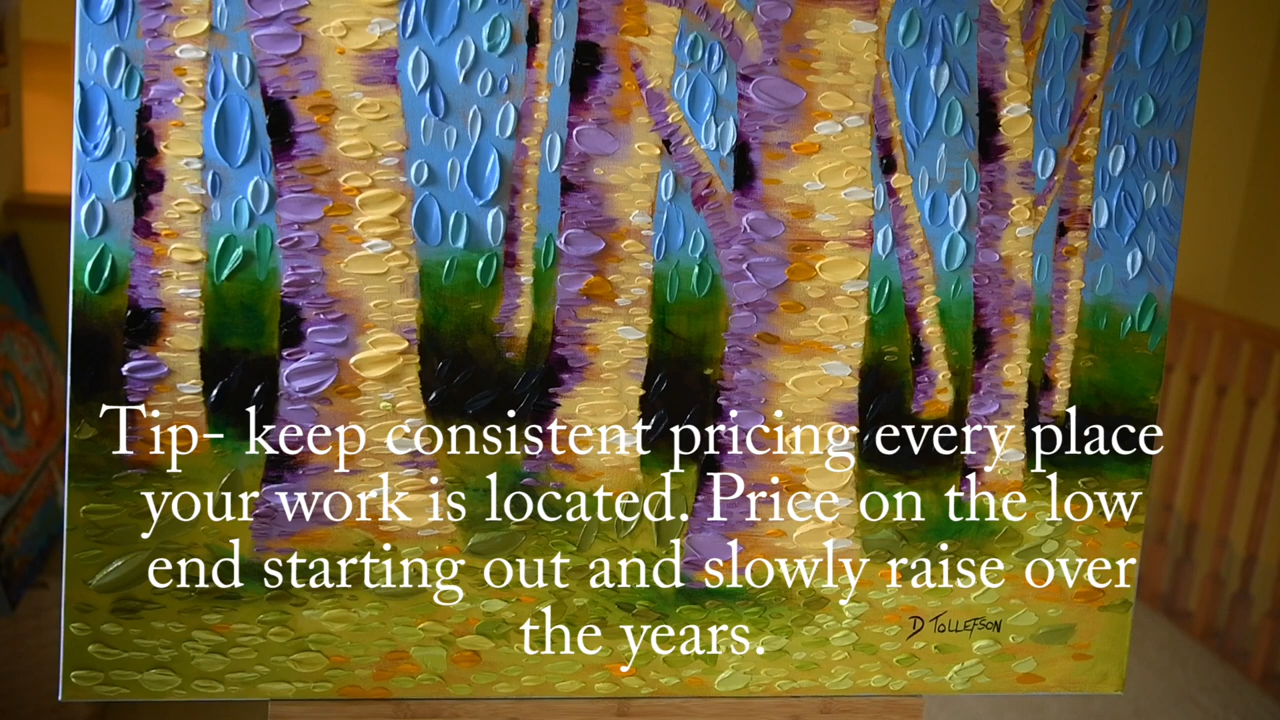 Tip- keep consistent pricing every place
your work is located. Price on the low
end starting out and slowly raise over
the years.
D TOLLEFSON